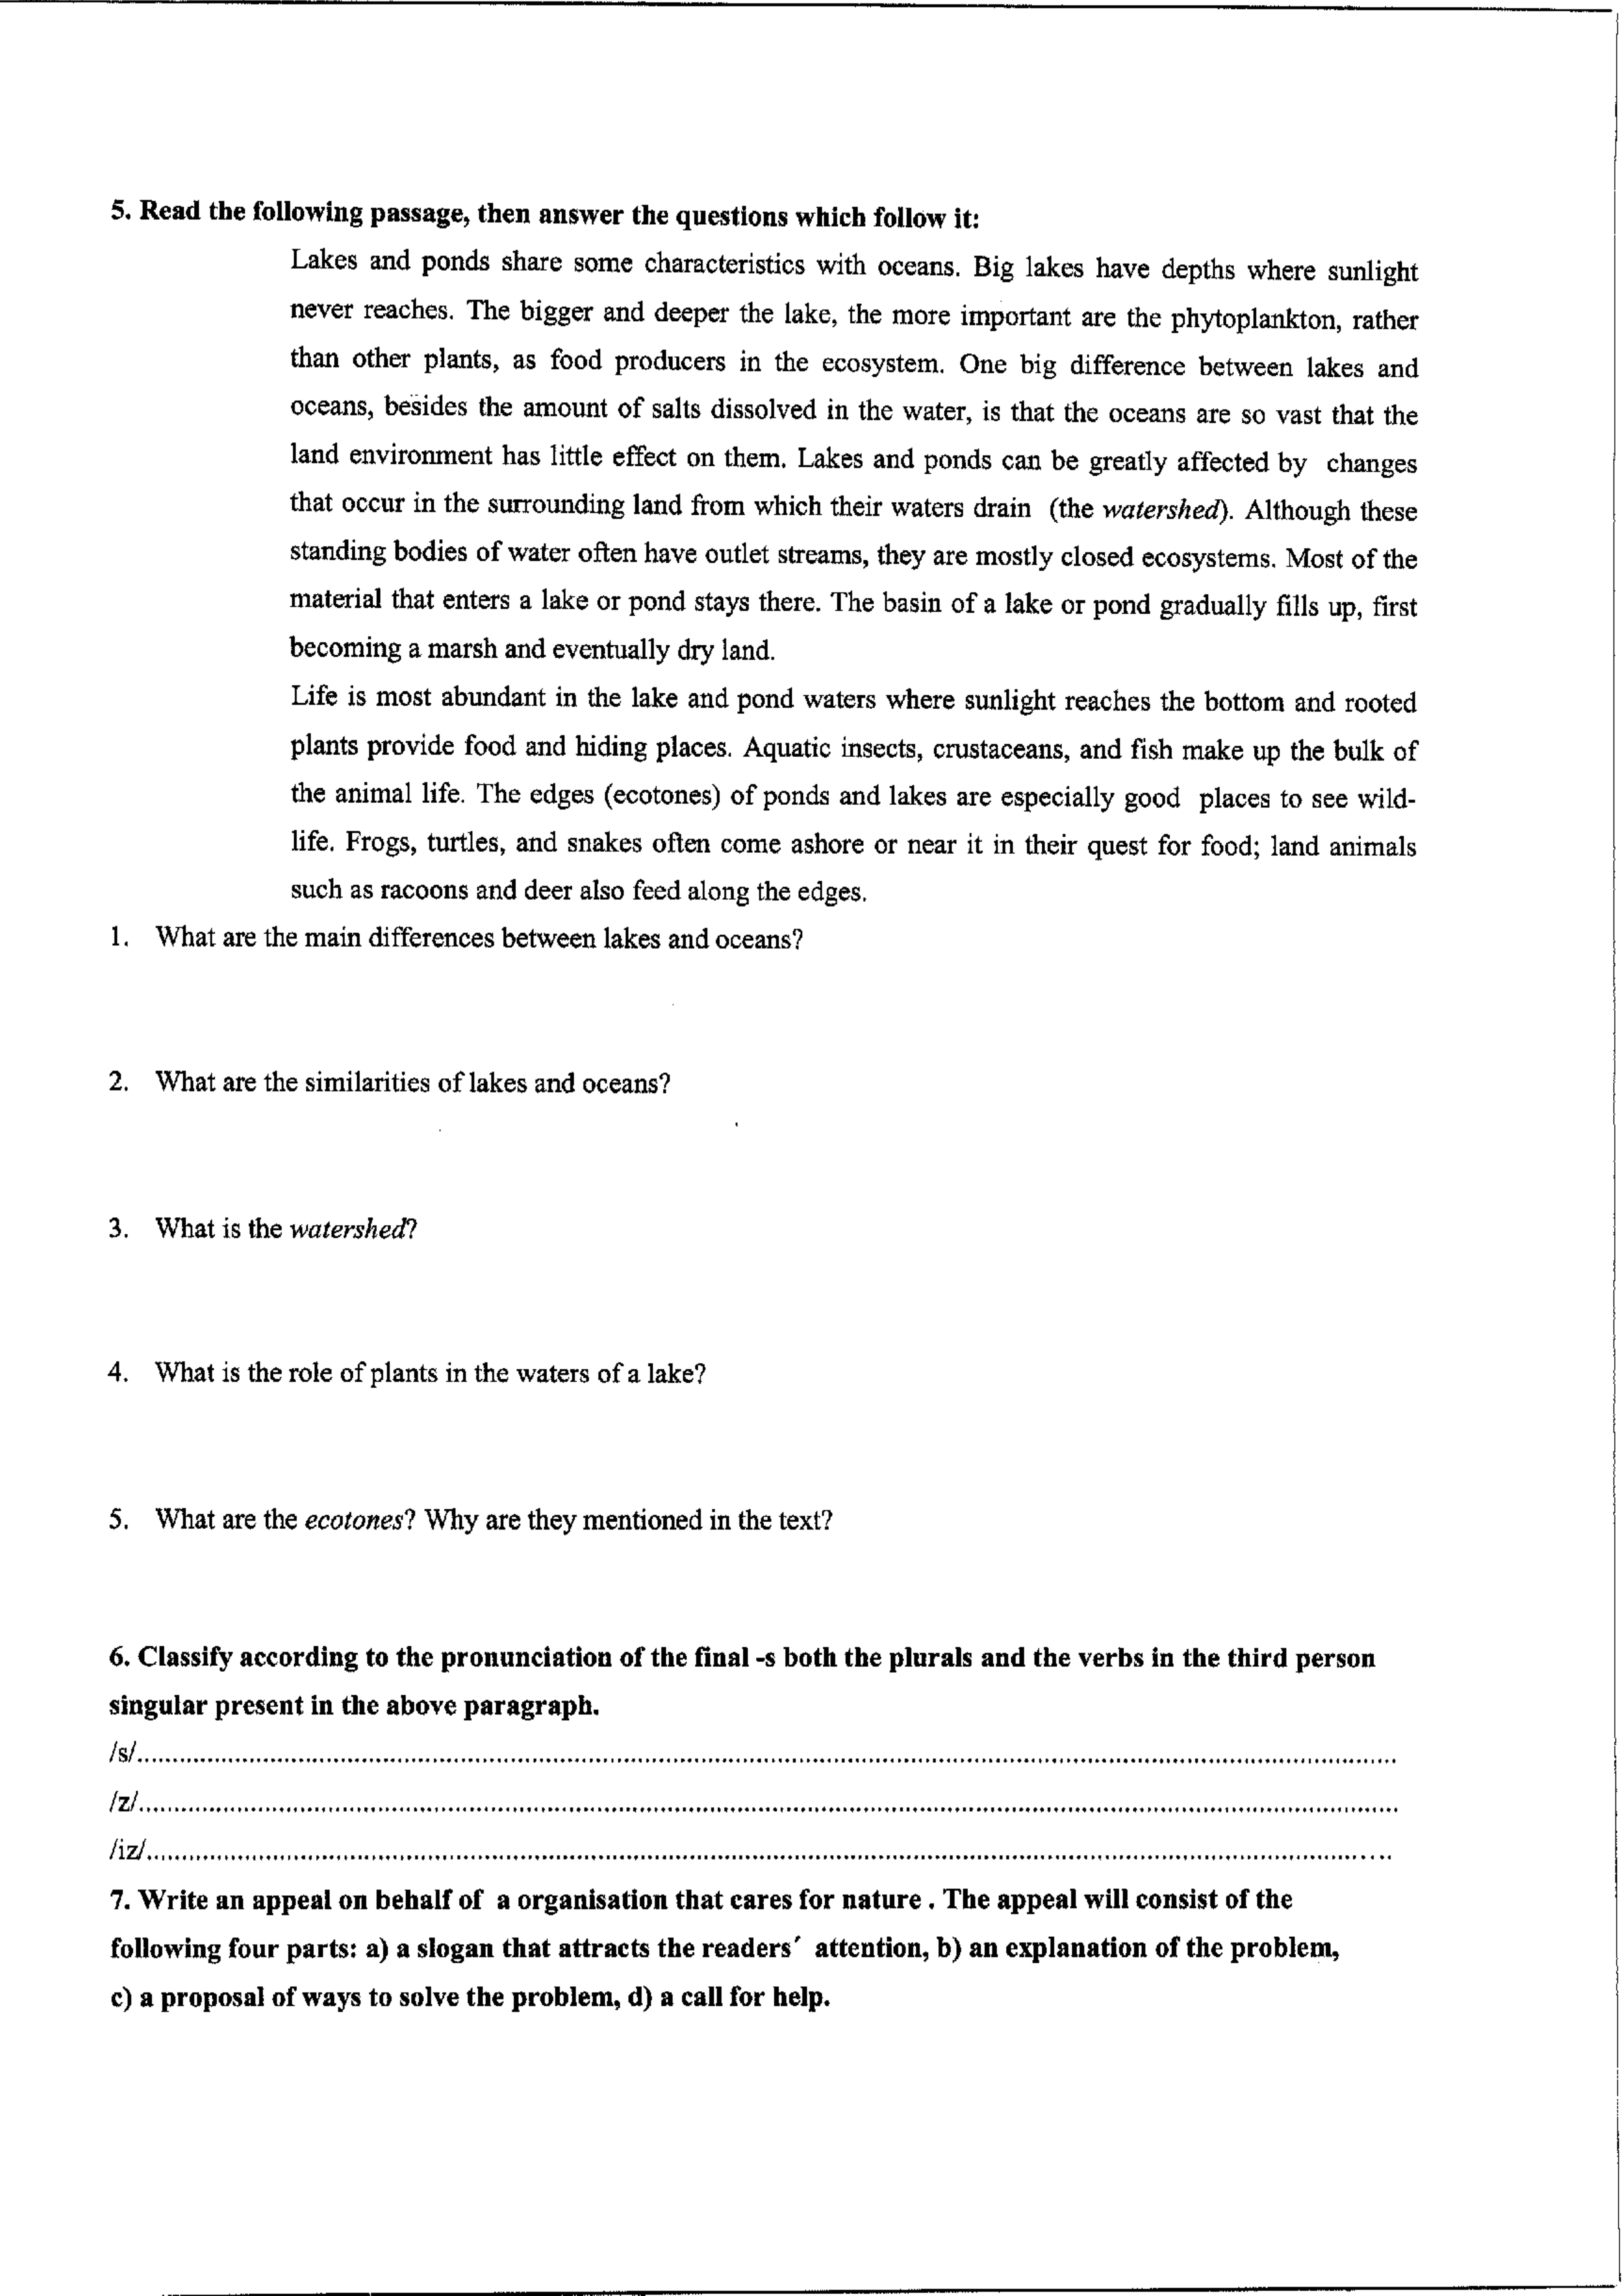 5. Read the following passage, then answer the questions which follow it:
Lakes and ponds share some characteristics with oceans. Big lakes have depths where sunlight
never reaches. The bigger and deeper the lake, the more important are the phytoplankton, rather
than other plants, as food producers in the ecosystem. One big difference between lakes and
oceans, besides the amount of salts dissolved in the water, is that the oceans are so vast that the
land environment has little effect on them. Lakes and ponds can be greatly affected by changes
that occur in the surrounding land from which their waters drain (the watershed). Although these
standing bodies of water often have outlet streams, they are mostly closed ecosystems. Most of the
material that enters a lake or pond stays there. The basin of a lake or pond gradually fills up, first
becoming a marsh and eventually dry land.
Life is most abundant in the lake and pond waters where sunlight reaches the bottom and rooted
plants provide food and hiding places. Aquatic insects, crustaceans, and fish make up the bulk of
the animal life. The edges (ecotones) of ponds and lakes are especially good places to see wild-
life. Frogs, turtles, and snakes often come ashore or near it in their quest for food; land animals
such as racoons and deer also feed along the edges.
1. What are the main differences between lakes and oceans?
2. What are the similarities of lakes and oceans?
3. What is the watershed?
4. What is the role of plants in the waters of a lake?
5. What are the ecotones? Why are they mentioned in the text?
6. Classify according to the pronunciation of the final -s both the plurals and the verbs in the third person
singular present in the above paragraph.
/s/..........
/z/..........
/iz/..........
7. Write an appeal on behalf of a organisation that cares for nature . The appeal will consist of the
following four parts: a) a slogan that attracts the readers´ attention, b) an explanation of the problem,
c) a proposal of ways to solve the problem, d) a call for help.